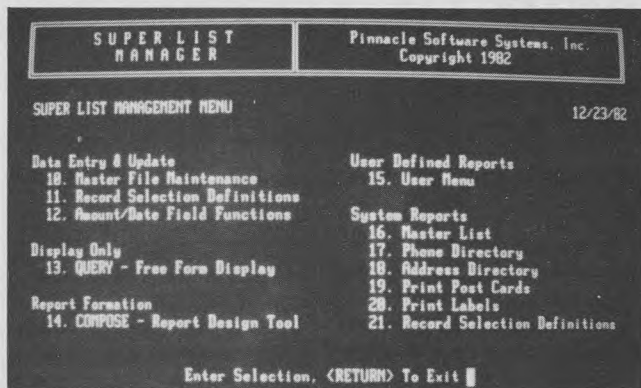 SUPER LIST
MANAGER
Pinnacle Software Systems, Inc.
Copyright 1982
SUPER LIST MANAGEMENT MENU
12/23/82
Data Entry & Update
10. Master File Maintenance
11. Record Selection Definitions
12. Amount/Date Field Functions
Display Only
13. QUERY - Free Form Display
Report Formation
14. COMPOSE - Report Design Tool
User Defined Reports
15. User Menu
System Reports
16. Master List
17. Phone Directory
18. Address Directory
19. Print Post Cards
20. Print Labels
21. Record Selection Definitions
Enter Selection, <RETURN> To Exit